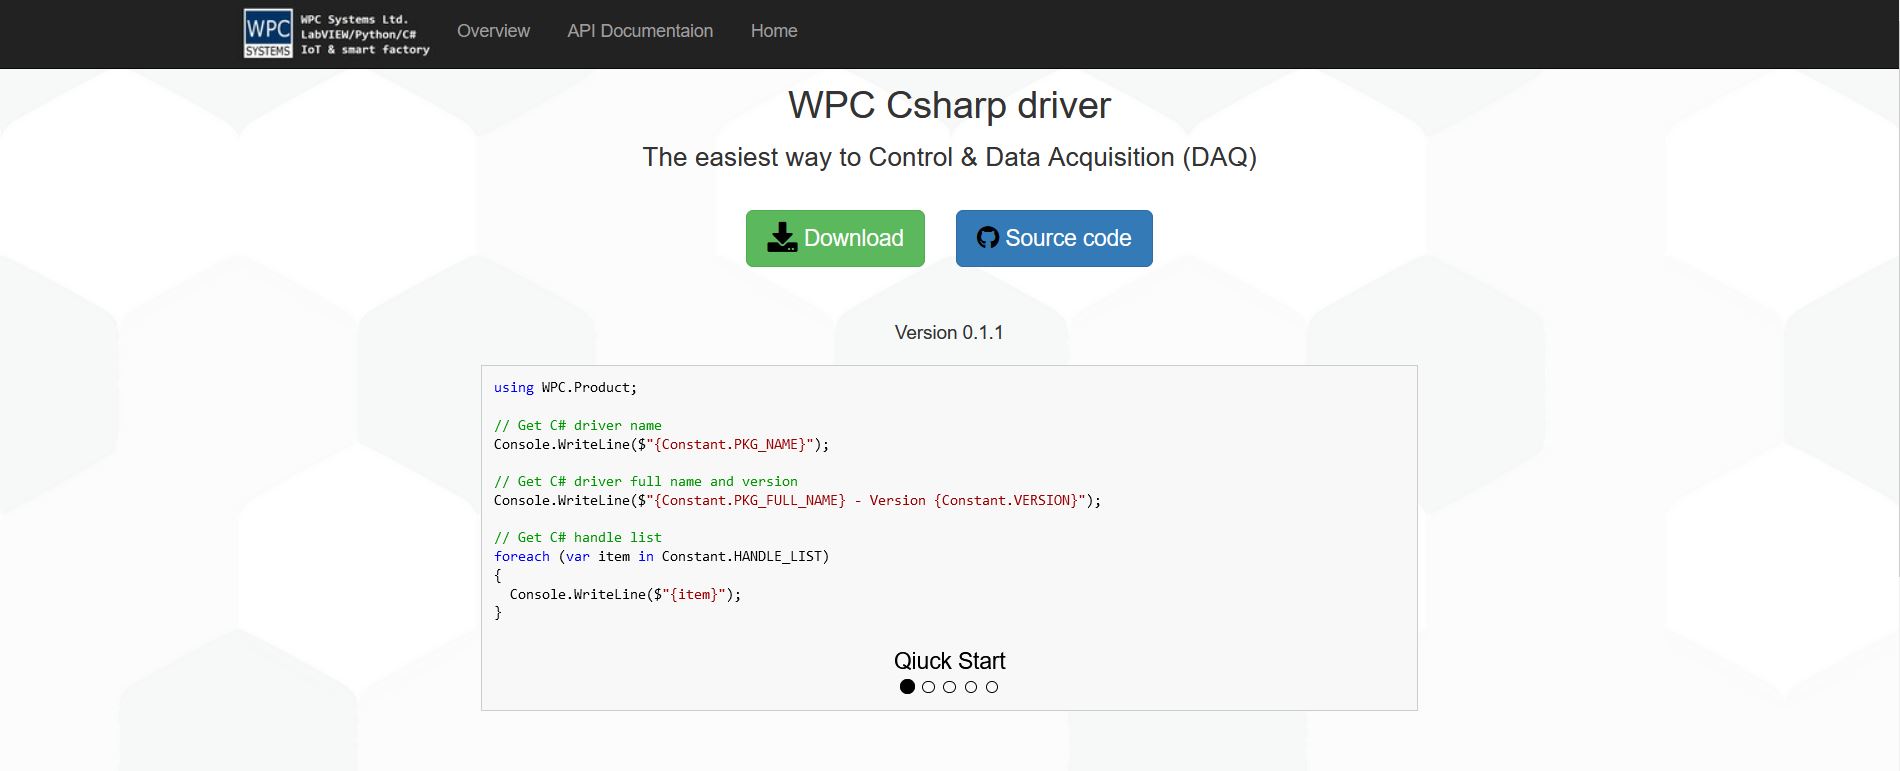 WPC
SYSTEMS
WPC Systems Ltd.
LabVIEW/Python/C#
IoT & smart factory
Overview
API Documentaion
Home
WPC Csharp driver
The easiest way to Control & Data Acquisition (DAQ)
Download
Source code
Version 0.1.1
using WPC.Product;
// Get C# driver name
Console.WriteLine($"{Constant.PKG_NAME}");
// Get C# driver full name and version
Console.WriteLine($"{Constant.PKG_FULL_NAME} - Version {Constant.VERSION}");
// Get C# handle list
foreach (var item in Constant.HANDLE_LIST)
{
  Console.WriteLine($"{item}");
}
Qiuck Start